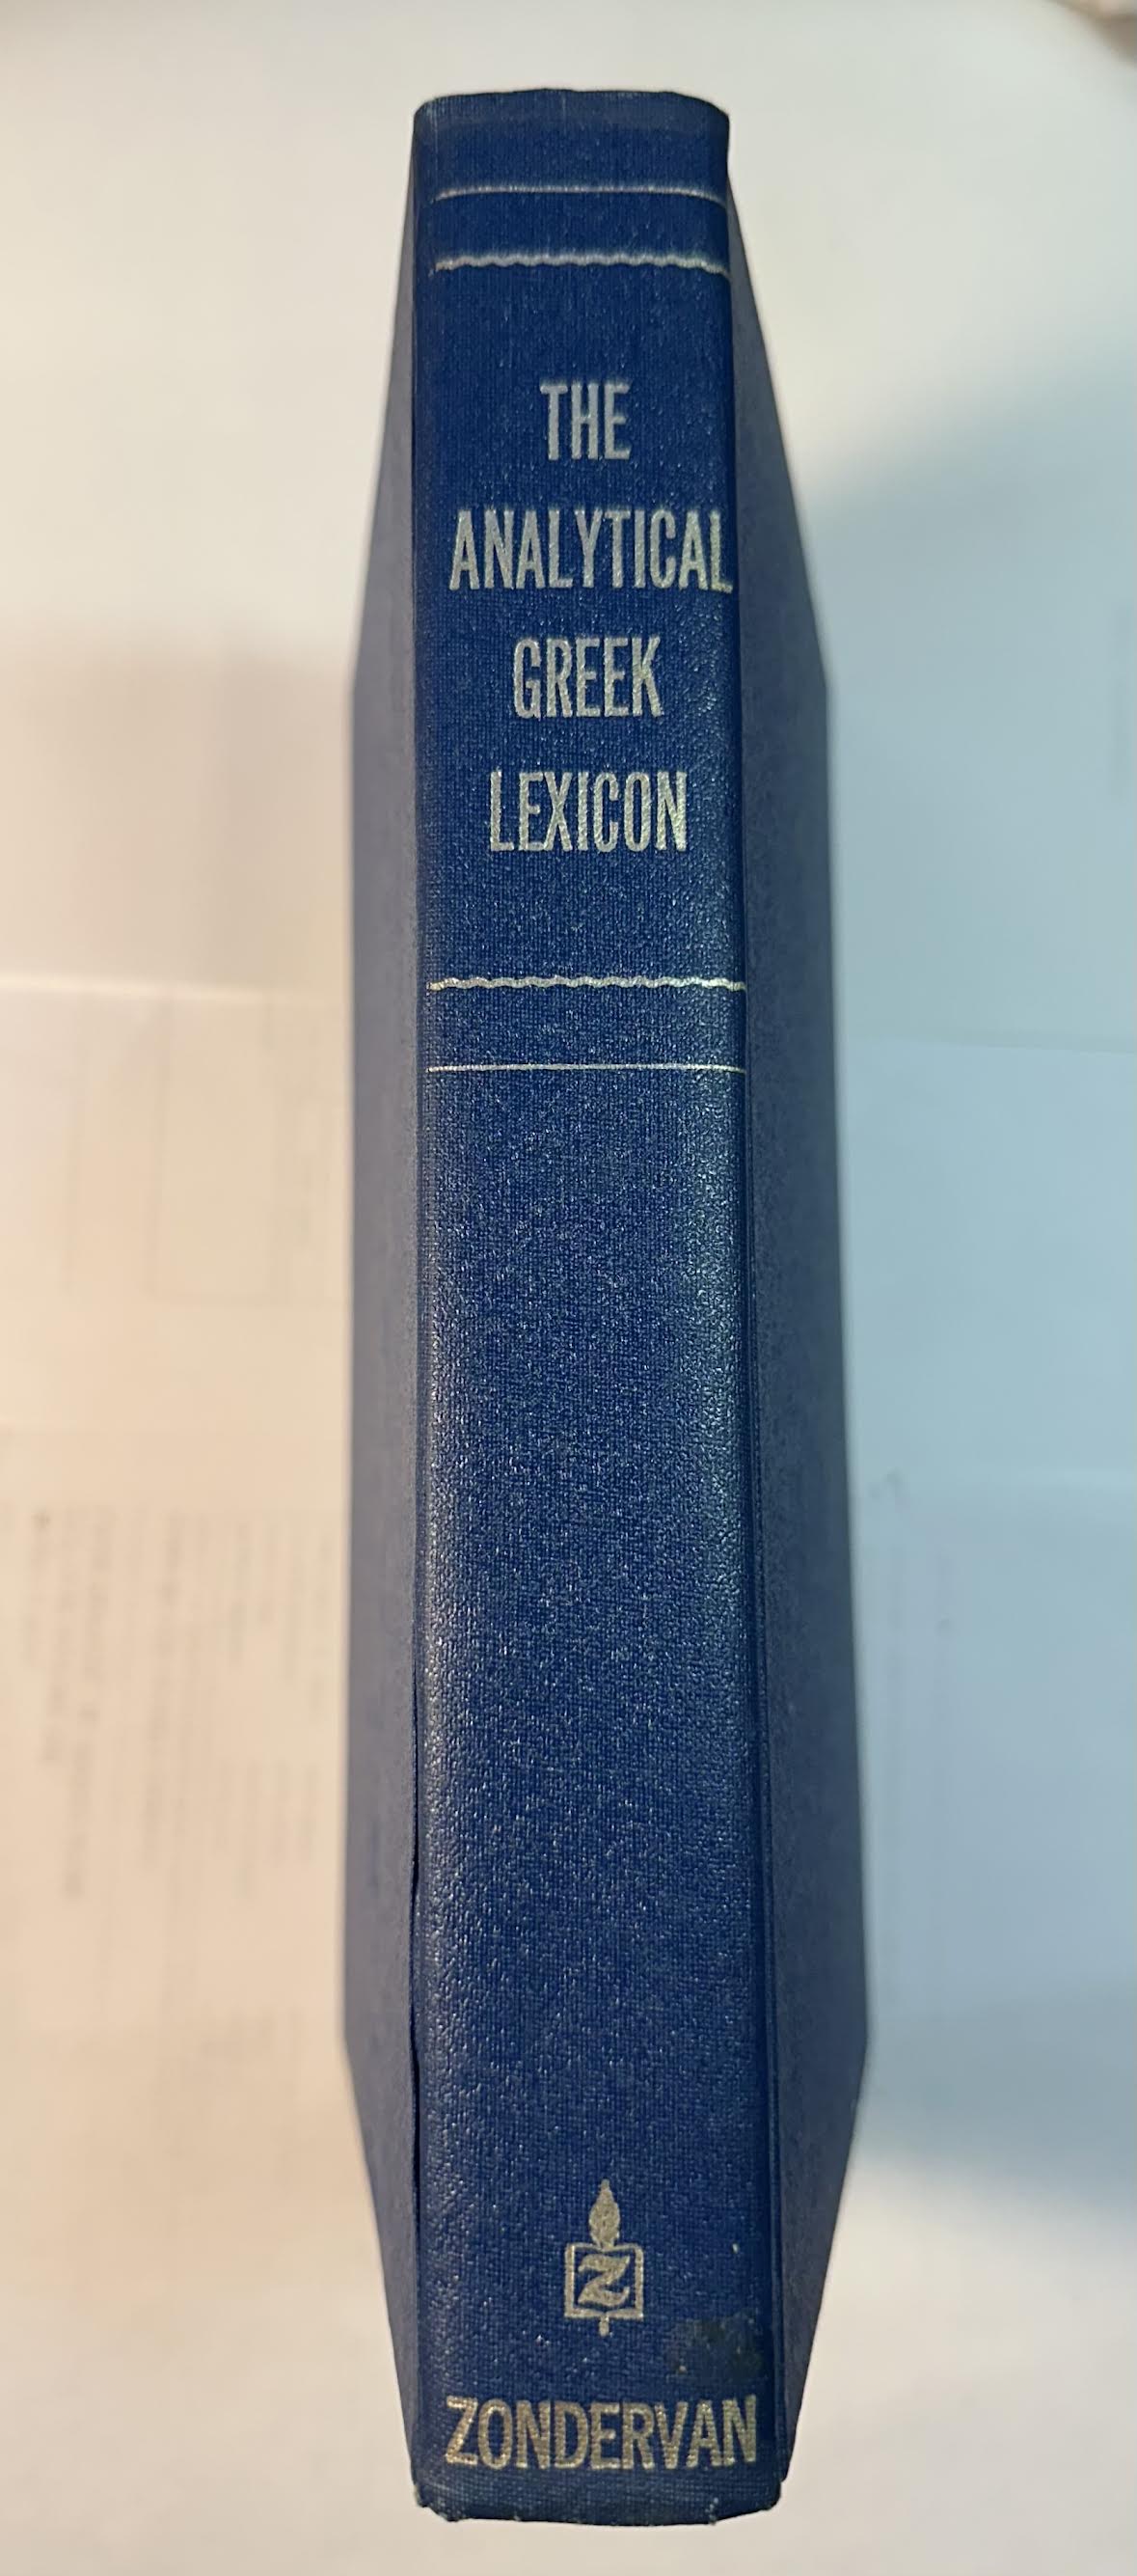 THE
ANALYTICAL
GREEK
LEXICON
Z
ZONDERVAN